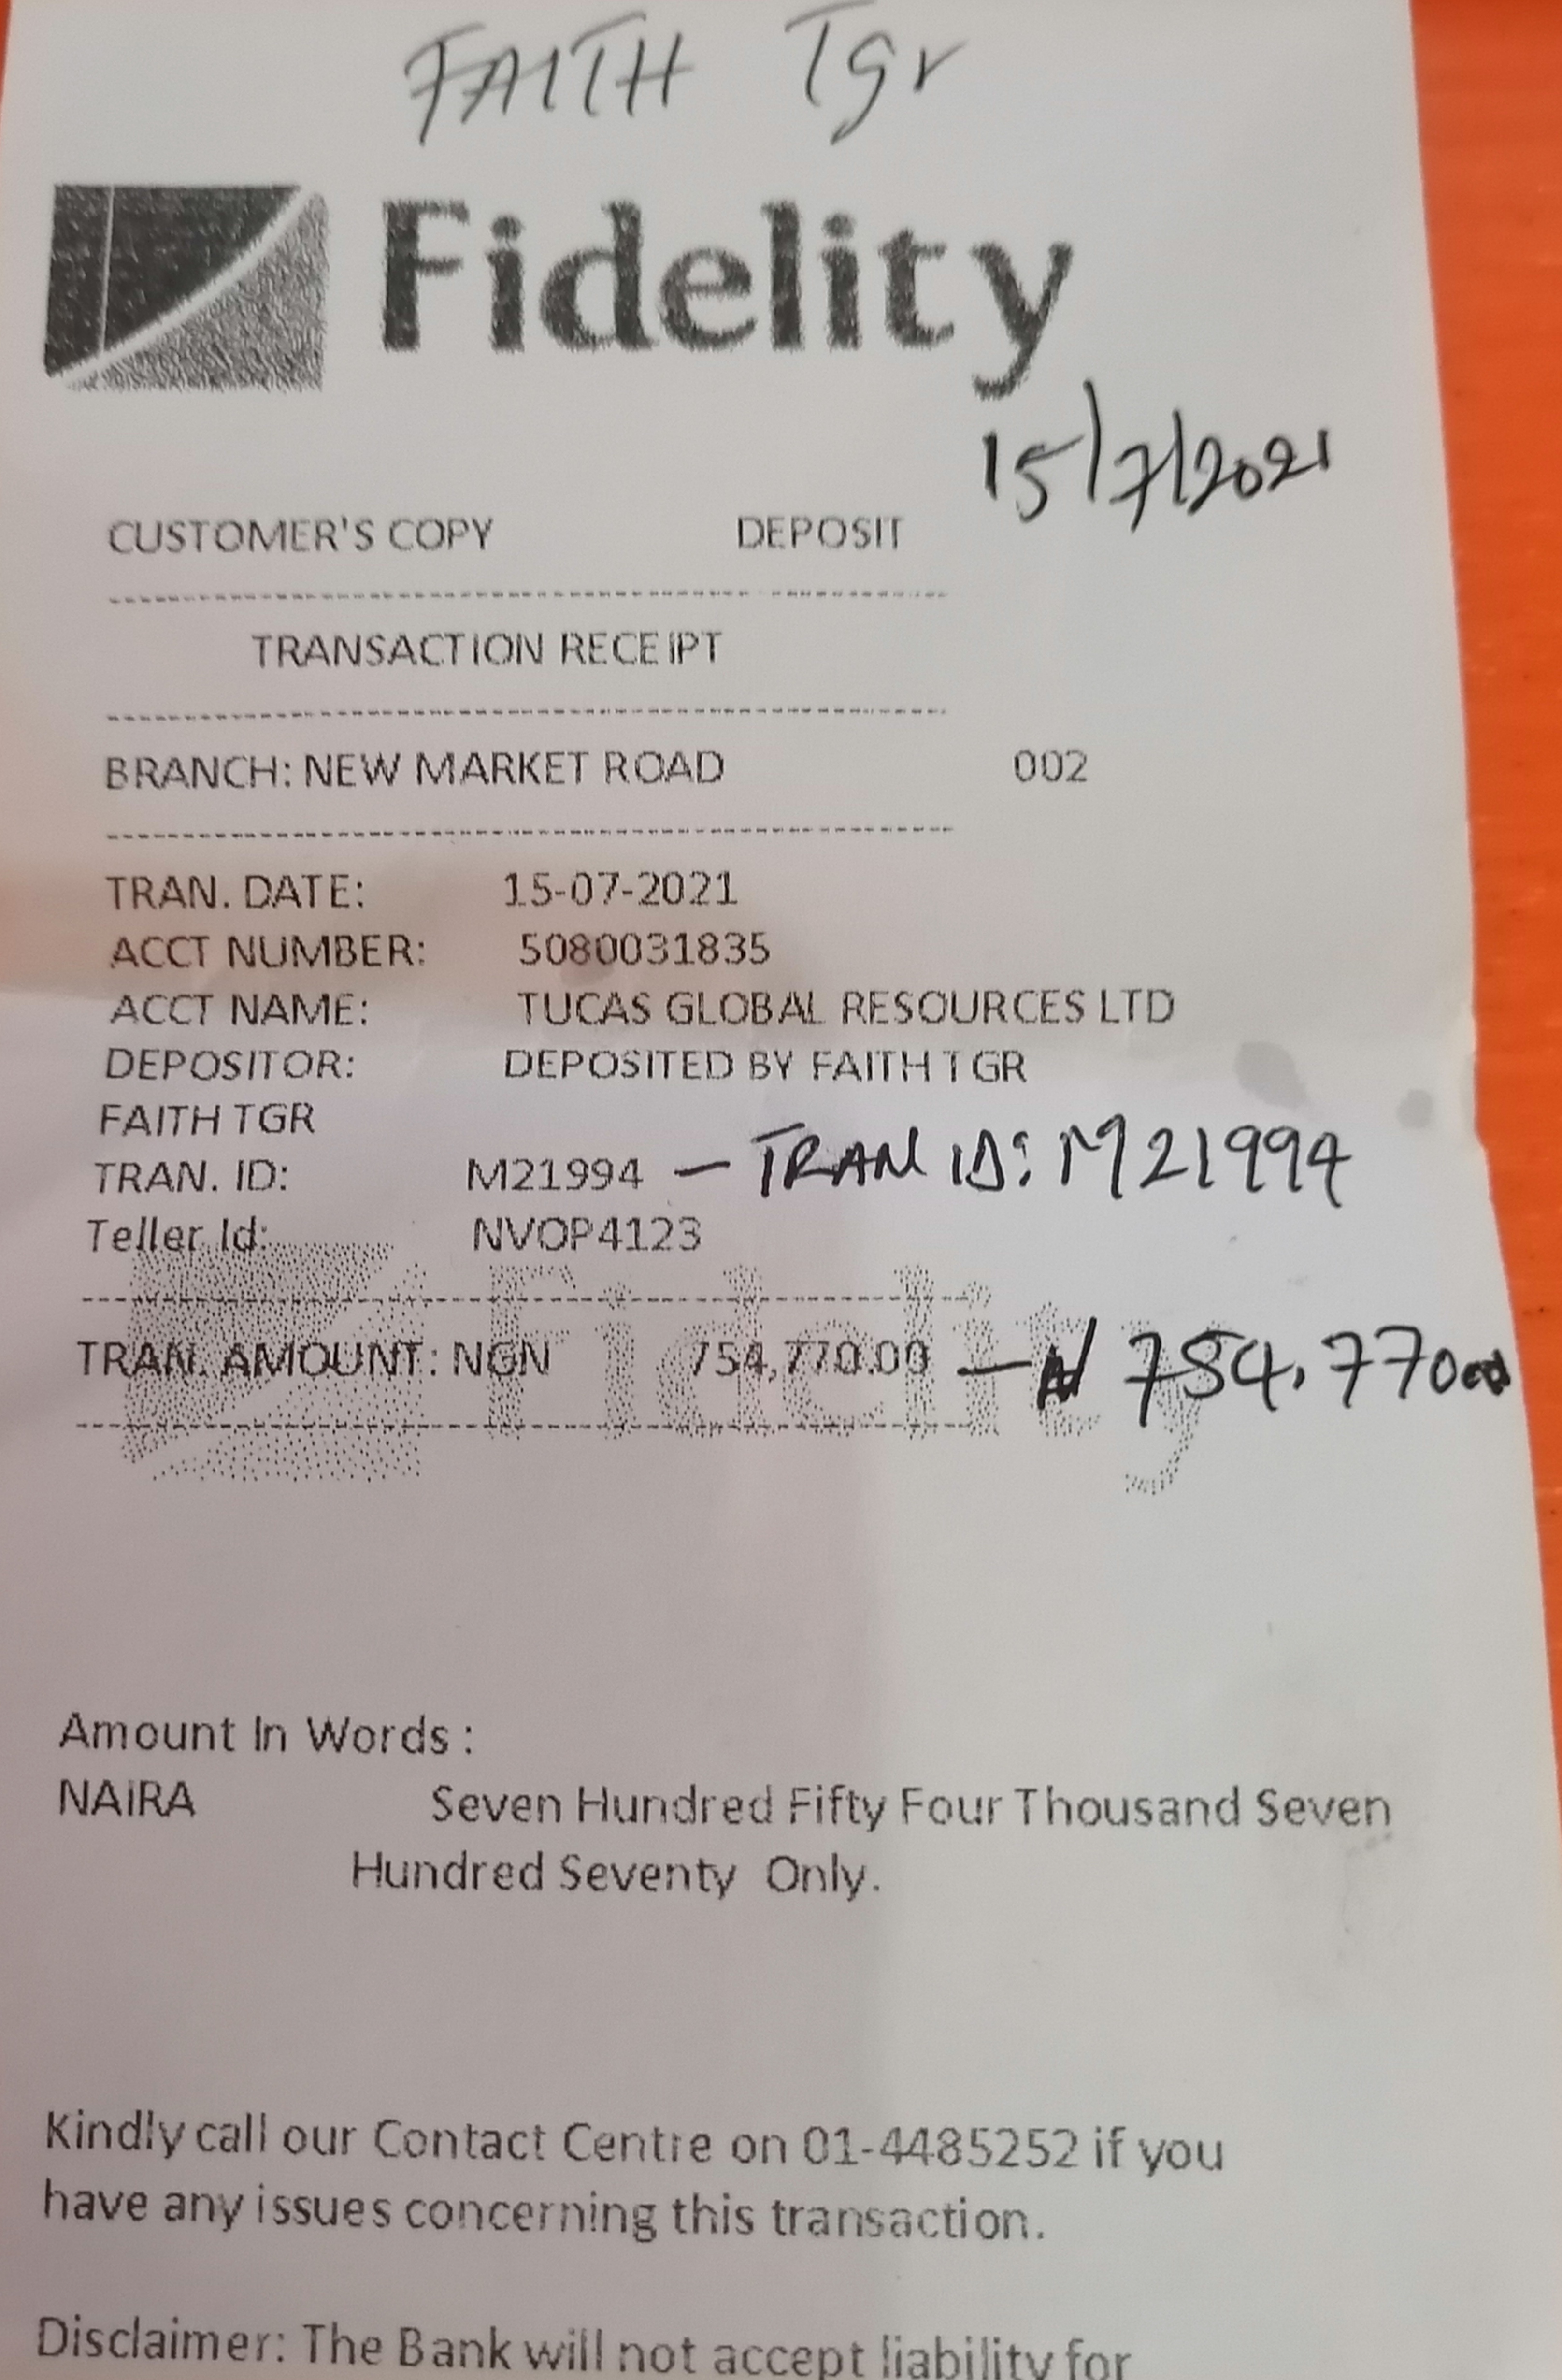 FAITH Tgr
Fidelity
15/7/2021
CUSTOMER'S COPY DEPOSIT
TRANSACTION RECEIPT
BRANCH: NEW MARKET ROAD 002
TRAN. DATE: 15-07-2021
ACCT NUMBER: 5080031835
ACCT NAME: TUCAS GLOBAL RESOURCES LTD
DEPOSITOR: DEPOSITED BY FAITH TGR
FAITH TGR
TRAN. ID: M21994 – TRAN ID: M21994
Teller Id: NVOP4123
Fidelity
TRAN. AMOUNT: NGN 754,770.00 – ₦ 754,770.00
Amount In Words :
NAIRA Seven Hundred Fifty Four Thousand Seven
Hundred Seventy Only.
Kindly call our Contact Centre on 01-4485252 if you
have any issues concerning this transaction.
Disclaimer: The Bank will not accept liability for